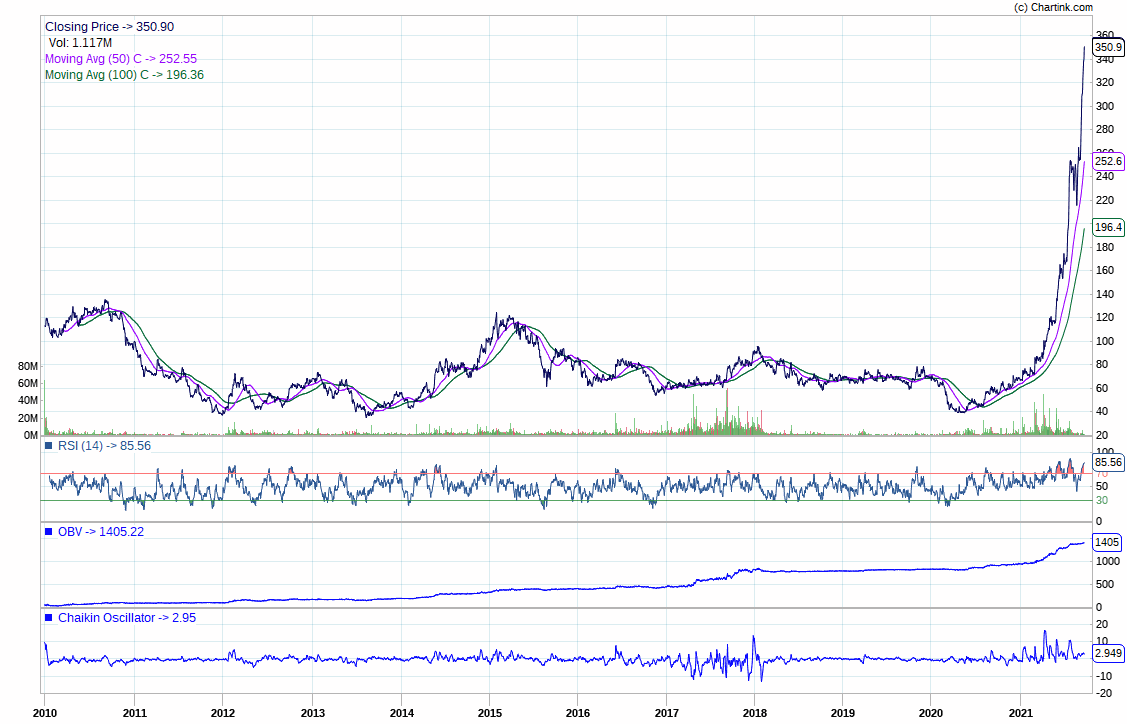 (c) Chartink.com
Closing Price -> 350.90
Vol: 1.117M
Moving Avg (50) C -> 252.55
Moving Avg (100) C -> 196.36
360
350.9
340
320
300
280
260
252.6
240
220
196.4
180
160
140
120
100
80
60
40
20
80M
60M
40M
20M
0M
RSI (14) -> 85.56
100
85.56
70
50
30
0
OBV -> 1405.22
1405
1000
500
0
Chaikin Oscillator -> 2.95
20
10
2.949
-10
-20
2010 2011 2012 2013 2014 2015 2016 2017 2018 2019 2020 2021